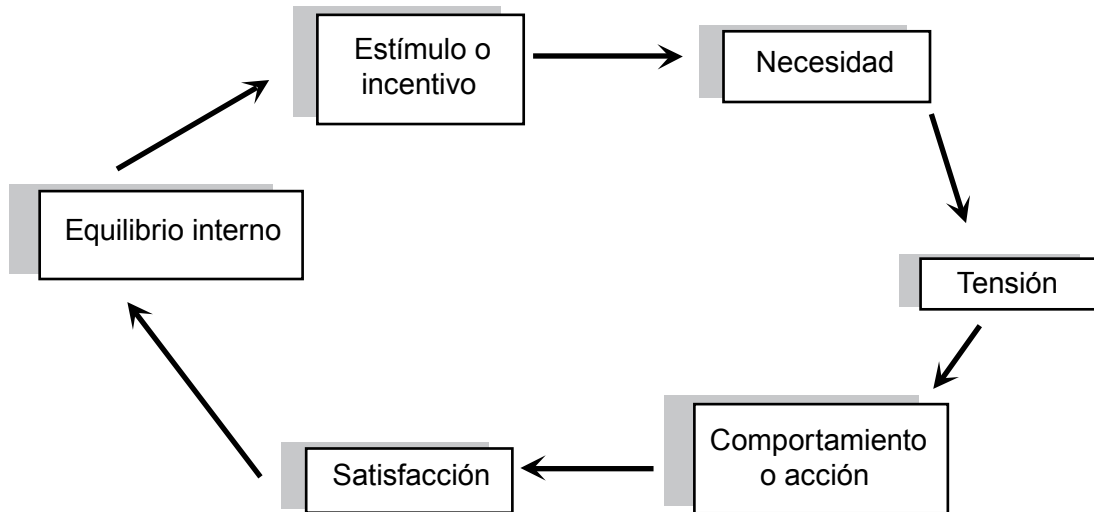 Estímulo o
incentivo
Necesidad
Tensión
Comportamiento
o acción
Satisfacción
Equilibrio interno